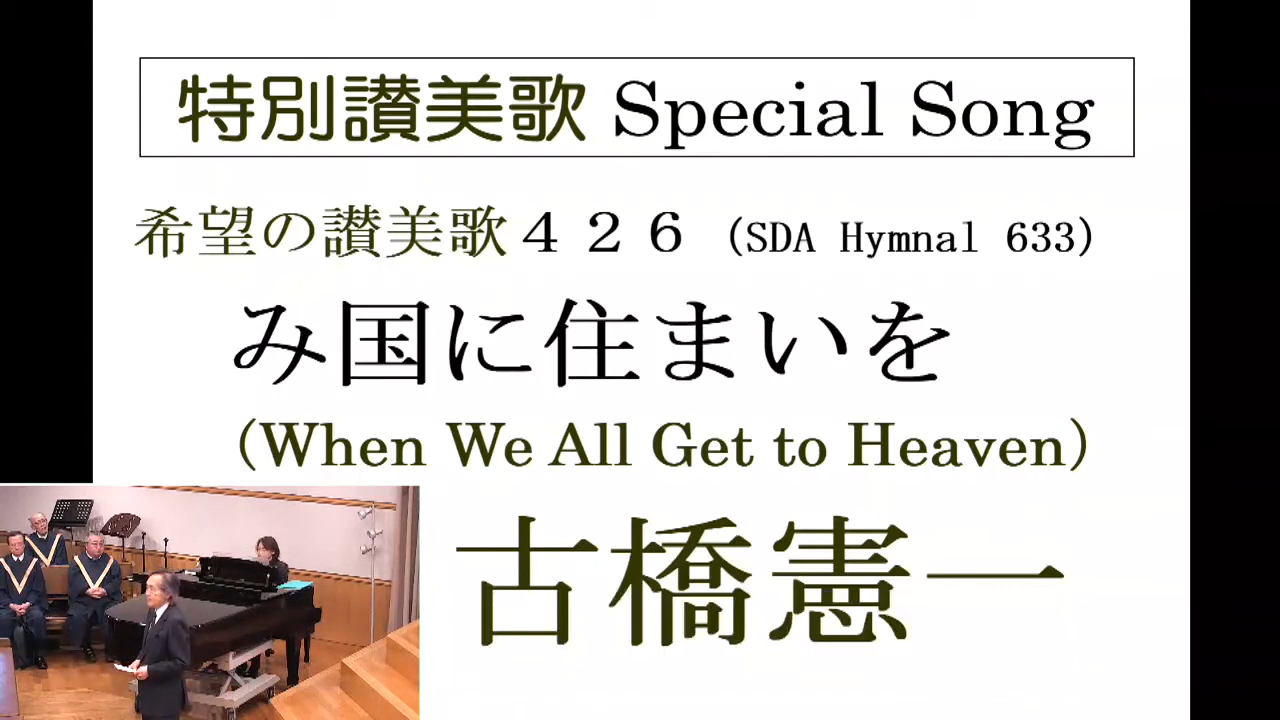 特別讃美歌 Special Song
希望の讃美歌４２６ (SDA Hymnal 633)
み国に住まいを
(When We All Get to Heaven)
古橋憲一